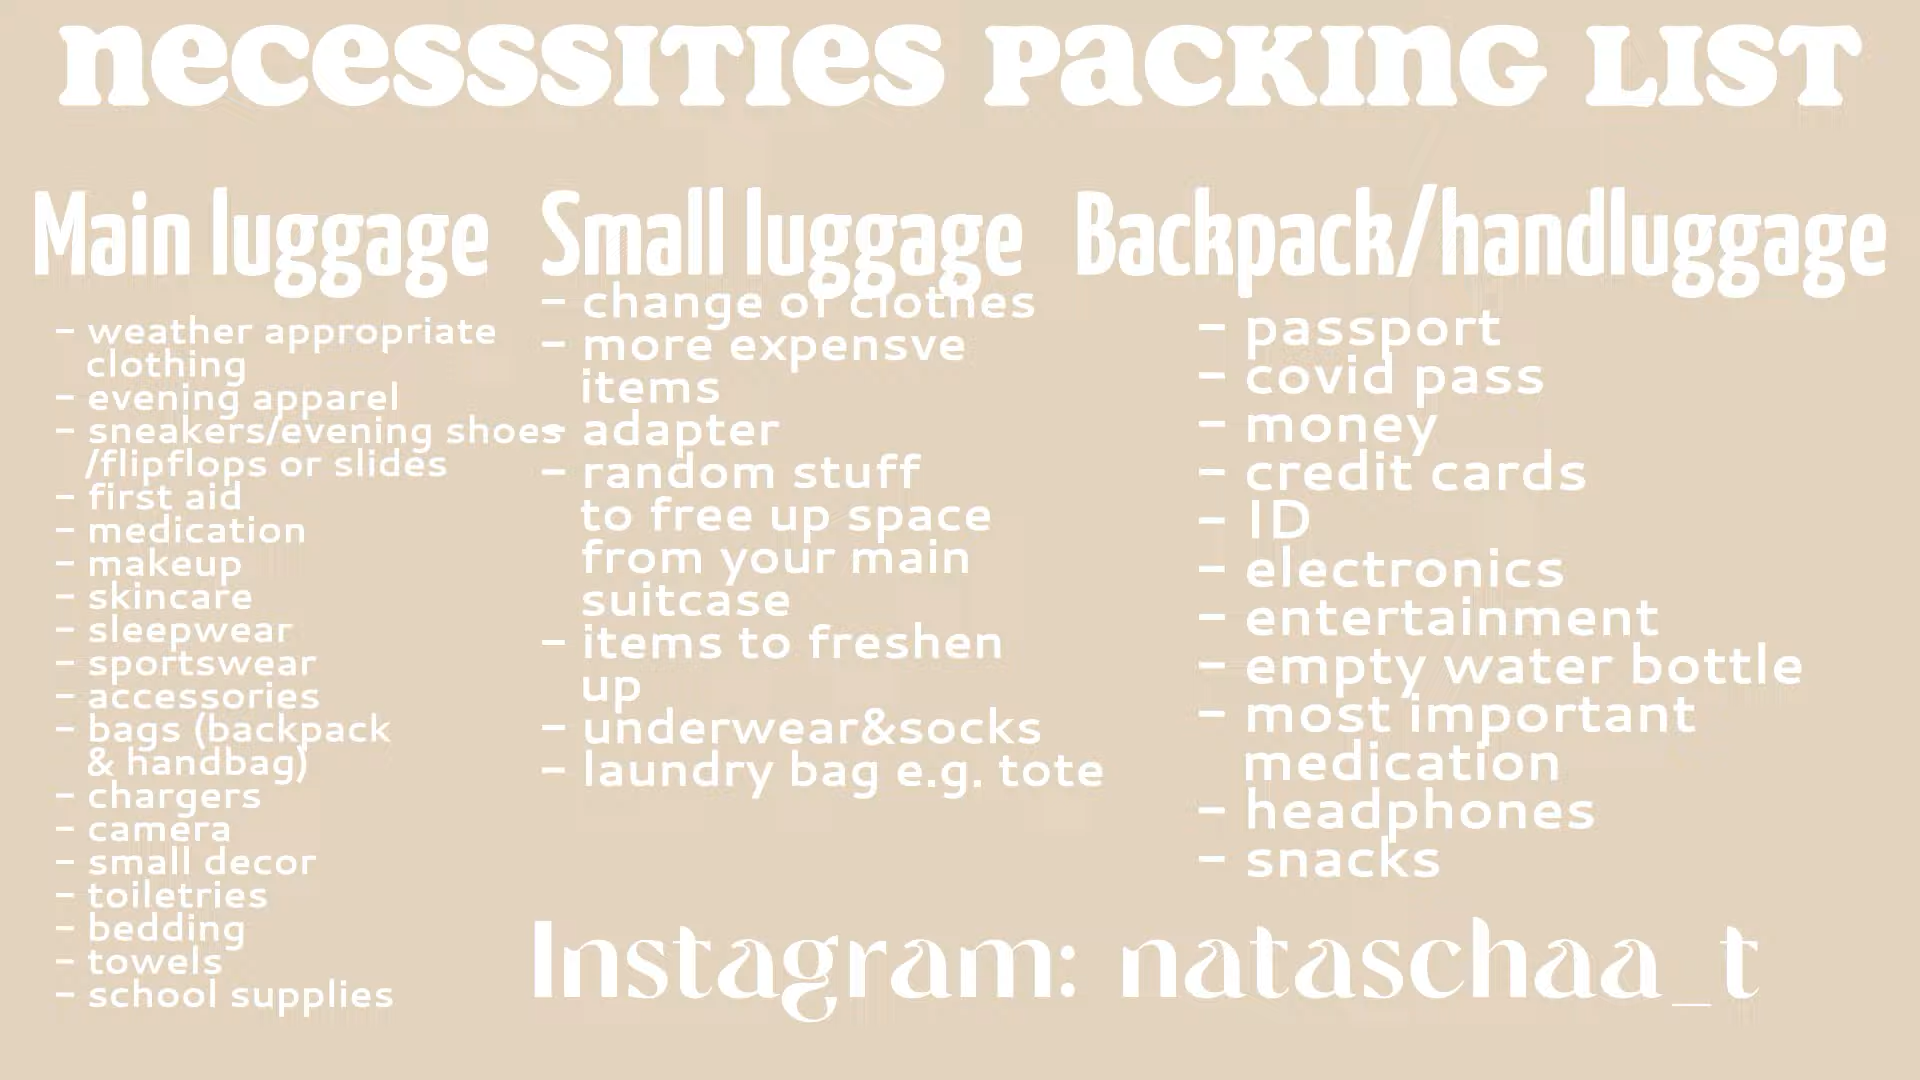 necesssITIes PacKInG LIST
Main luggage
- weather appropriate
clothing
- evening apparel
- sneakers/evening shoes
/flipflops or slides
- first aid
- medication
- makeup
- skincare
- sleepwear
- sportswear
- accessories
- bags (backpack
& handbag)
- chargers
- camera
- small decor
- toiletries
- bedding
- towels
- school supplies
Small luggage
- change of clothes
- more expensve
items
- adapter
- random stuff
to free up space
from your main
suitcase
- items to freshen
up
- underwear&socks
- laundry bag e.g. tote
Backpack/handluggage
- passport
- covid pass
- money
- credit cards
- ID
- electronics
- entertainment
- empty water bottle
- most important
medication
- headphones
- snacks
Instagram: nataschaa_t